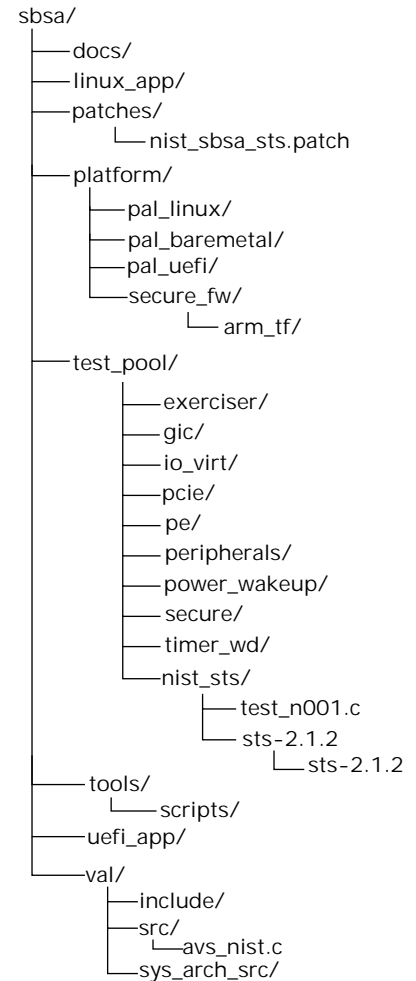 sbsa/
docs/
linux_app/
patches/
nist_sbsa_sts.patch
platform/
pal_linux/
pal_baremetal/
pal_uefi/
secure_fw/
arm_tf/
test_pool/
exerciser/
gic/
io_virt/
pcie/
pe/
peripherals/
power_wakeup/
secure/
timer_wd/
nist_sts/
test_n001.c
sts-2.1.2
sts-2.1.2
tools/
scripts/
uefi_app/
val/
include/
src/
avs_nist.c
sys_arch_src/